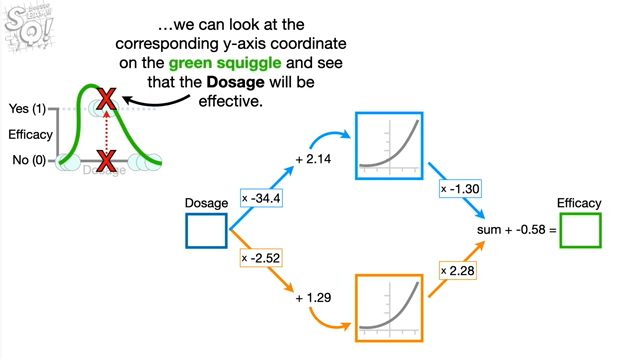 SQ!
...we can look at the
corresponding y-axis coordinate
on the green squiggle and see
that the Dosage will be
effective.
Yes (1)
Efficacy
No (0)
Dosage
+ 2.14
x -34.4
x -1.30
Dosage
Efficacy
sum + -0.58 =
x -2.52
x 2.28
+ 1.29